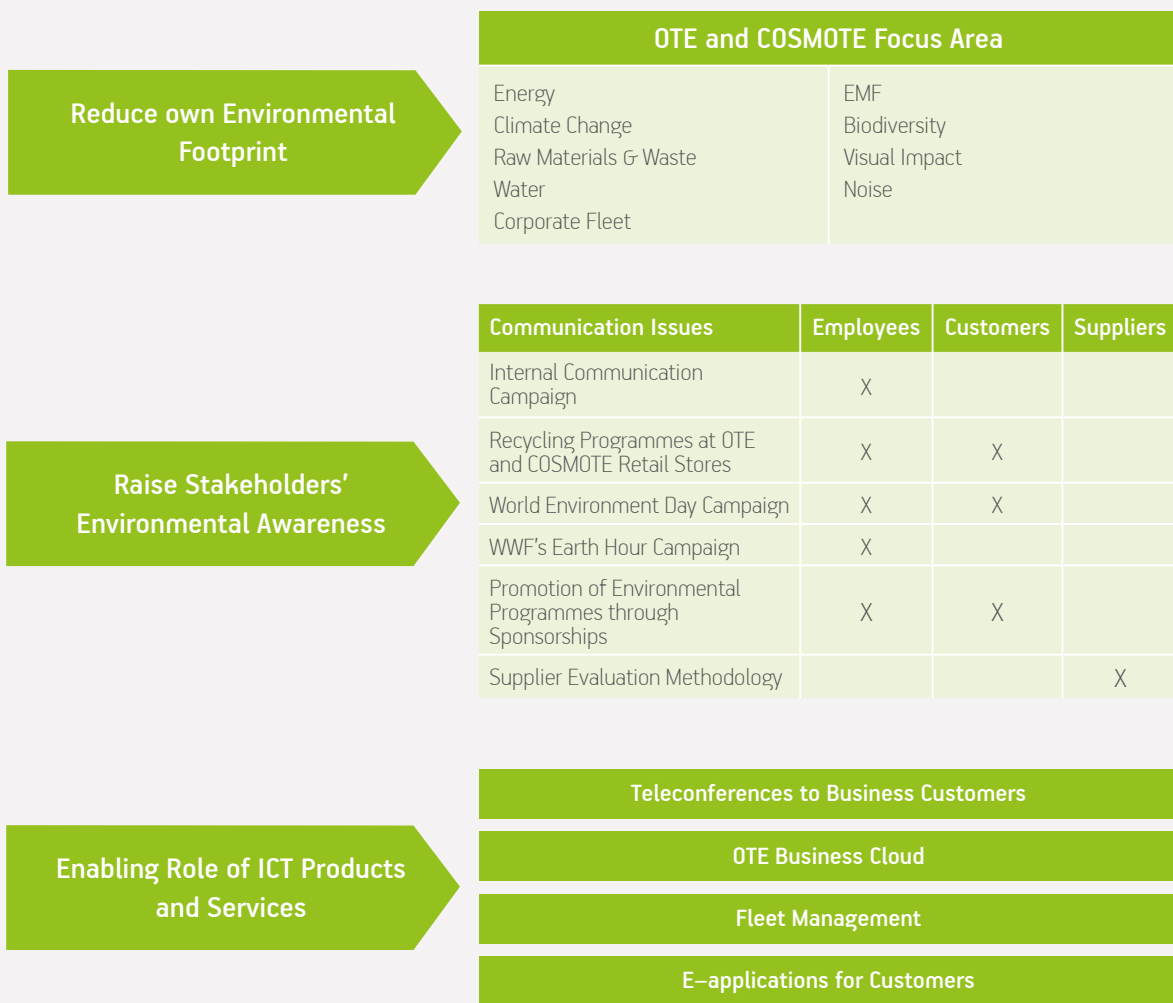 OTE and COSMOTE Focus Area
Reduce own Environmental
Footprint
Energy
Climate Change
Raw Materials & Waste
Water
Corporate Fleet
EMF
Biodiversity
Visual Impact
Noise
Raise Stakeholders'
Environmental Awareness
Communication Issues Employees Customers Suppliers
Internal Communication
Campaign X
Recycling Programmes at OTE
and COSMOTE Retail Stores X X
World Environment Day Campaign X X
WWF's Earth Hour Campaign X
Promotion of Environmental
Programmes through
Sponsorships X X
Supplier Evaluation Methodology X
Enabling Role of ICT Products
and Services
Teleconferences to Business Customers
OTE Business Cloud
Fleet Management
E–applications for Customers